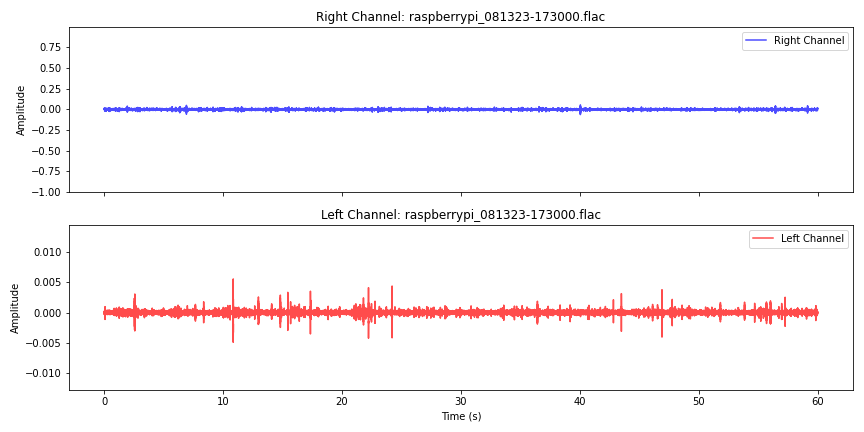 Right Channel: raspberrypi_081323-173000.flac
Right Channel
Amplitude
0.75
0.50
0.25
0.00
−0.25
−0.50
−0.75
−1.00
Left Channel: raspberrypi_081323-173000.flac
Left Channel
Amplitude
0.010
0.005
0.000
−0.005
−0.010
0 10 20 30 40 50 60
Time (s)